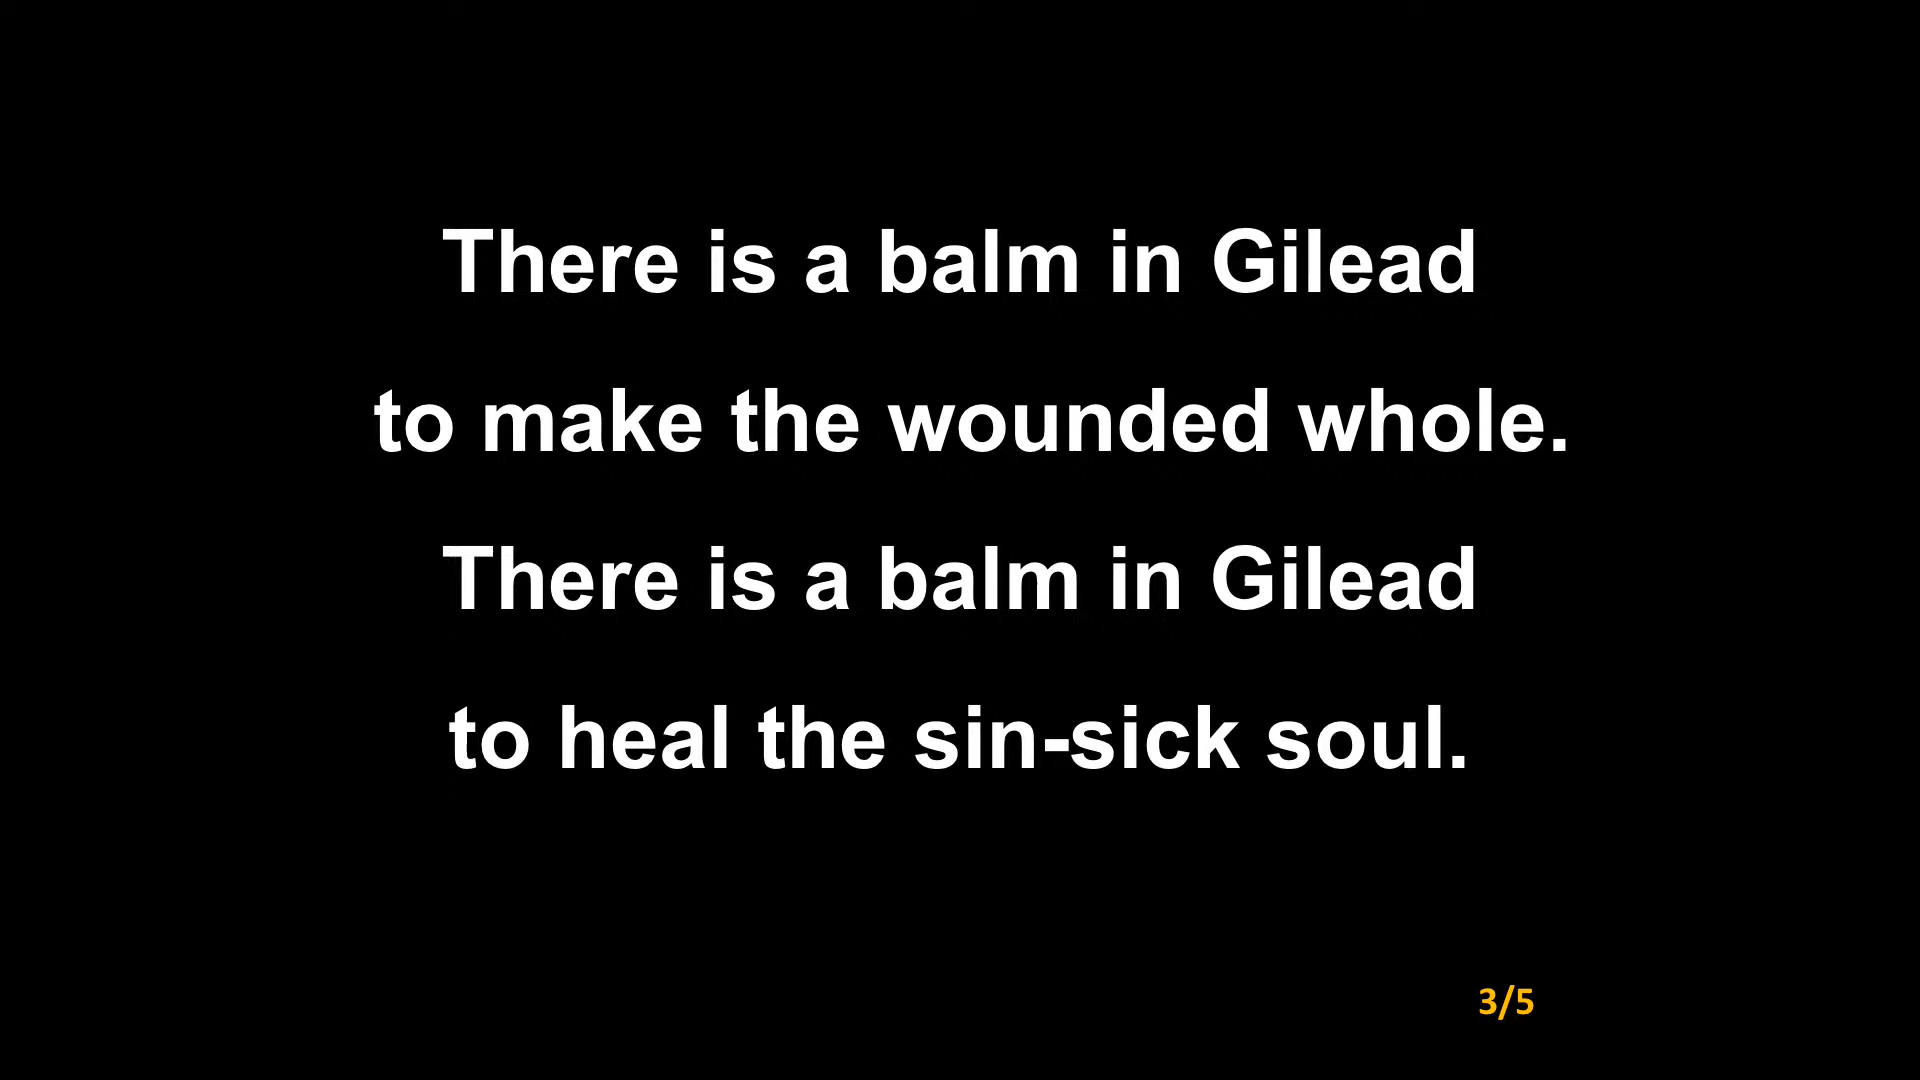 There is a balm in Gilead
to make the wounded whole.
There is a balm in Gilead
to heal the sin-sick soul.
3/5